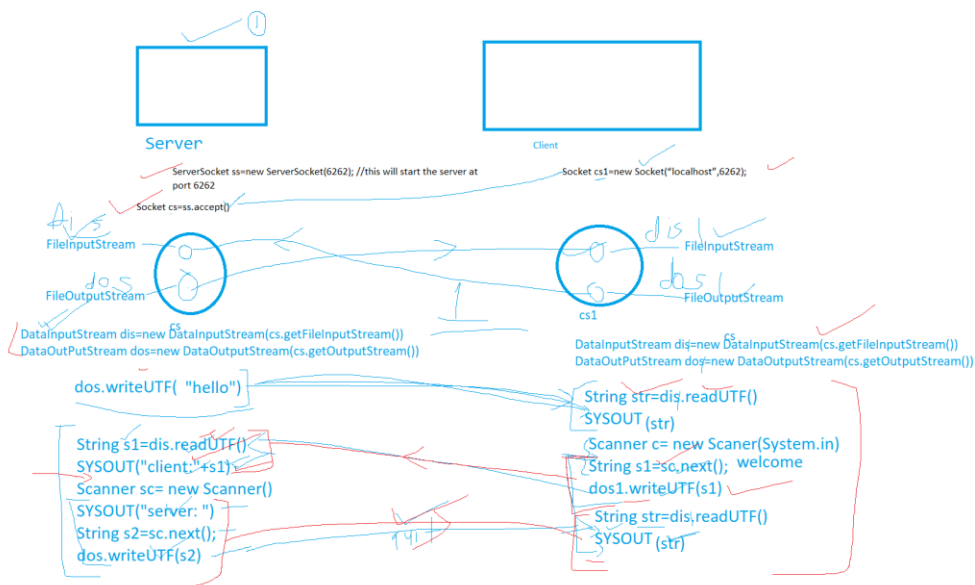 1
Server
Client
ServerSocket ss=new ServerSocket(6262); //this will start the server at
port 6262
Socket cs1=new Socket("localhost",6262);
Socket cs=ss.accept()
dis
FileInputStream
dos
FileOutputStream
cs
dis1
FileInputStream
dos1
FileOutputStream
cs1
DataInputStream dis=new DataInputStream(cs.getFileInputStream())
DataOutPutStream dos=new DataOutputStream(cs.getOutputStream())
cs
DataInputStream dis=new DataInputStream(cs.getFileInputStream())
DataOutPutStream dos=new DataOutputStream(cs.getOutputStream())
dos.writeUTF( "hello")
String s1=dis.readUTF()
SYSOUT("client:"+s1)
Scanner sc= new Scanner()
SYSOUT("server: ")
String s2=sc.next();
dos.writeUTF(s2)
String str=dis.readUTF()
SYSOUT(str)
Scanner c= new Scaner(System.in)
String s1=sc.next(); welcome
dos1.writeUTF(s1)
String str=dis.readUTF()
SYSOUT(str)